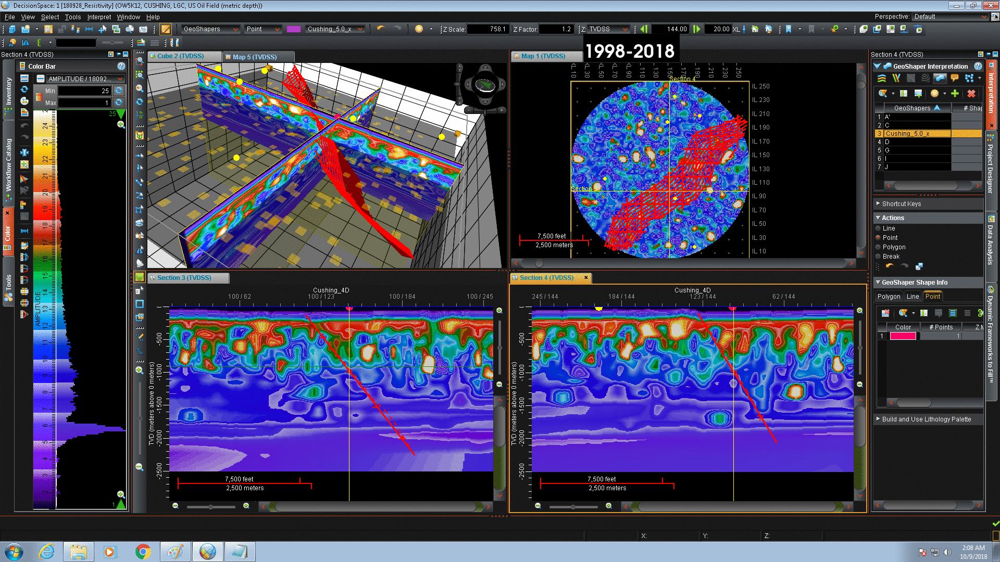 DecisionSpace: 1 [180928_Resistivity] (OW5K12, CUSHING, LGC, US Oil Field (metric depth))
File View Select Tools Interpret Window Help
Perspective: Default
GeoShapers Point Cushing_5.0_x Z Scale: 758.1 Z Factor: 1.2 Z: TVDSS 144.00 20.00 XL
1998-2018
Section 4 (TVDSS)
Color Bar
AMPLITUDE / 18092...
Min 25
Max 1
25
24
23
22
21
20
19
18
17
16
15
14
13
12
11
10
9
8
7
6
5
4
3
2
1
AMPLITUDE
Inventory
Workflow Catalog
Color
Tools
Cube 2 (TVDSS)
Map 5 (TVDSS)
Map 1 (TVDSS)
XL 10 XL 30 XL 50 XL 70 XL 90 XL 110 XL 130 XL 150 XL 170 XL 190 XL 210 XL 230 XL 250
Section 4
Section
IL 250
IL 230
IL 210
IL 190
IL 170
IL 150
IL 130
IL 110
IL 90
IL 70
IL 50
IL 30
IL 10
7,500 feet
2,500 meters
Section 3 (TVDSS)
Cushing_4D
100 / 62 100 / 123 100 / 184 100 / 245
TVD (meters above 0 meters)
-500
-1000
-1500
-2000
-2500
7,500 feet
2,500 meters
Section 4 (TVDSS)
Cushing_4D
245 / 144 184 / 144 123 / 144 62 / 144
TVD (meters above 0 meters)
-500
-1000
-1500
-2000
-2500
7,500 feet
2,500 meters
Section 4 (TVDSS)
GeoShaper Interpretation
GeoShapers # Shap
1 A'
2 C
3 Cushing_5.0_x
4 D
5 G
6 I
7 J
Shortcut Keys
Actions
Line
Point
Polygon
Break
GeoShaper Shape Info
Polygon Line Point
Color # Points Z M
1 1
Build and Use Lithology Palette
Interpretation
Project Designer
Data Analysis
Dynamic Frameworks to Fill™
X: Y: Z:
2:08 AM
10/9/2018